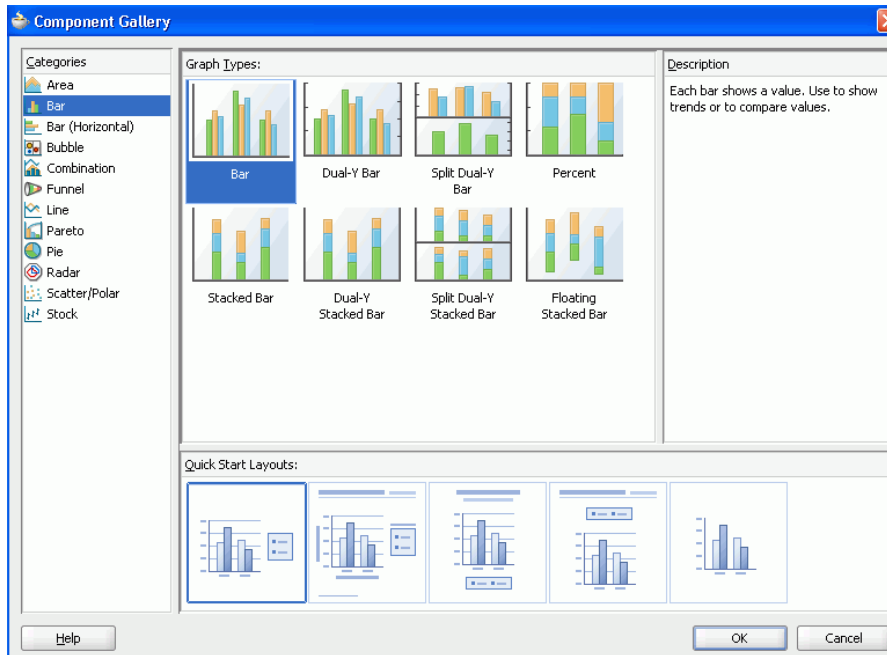 Component Gallery
Categories
Area
Bar
Bar (Horizontal)
Bubble
Combination
Funnel
Line
Pareto
Pie
Radar
Scatter/Polar
Stock
Graph Types:
Bar
Dual-Y Bar
Split Dual-Y
Bar
Percent
Stacked Bar
Dual-Y
Stacked Bar
Split Dual-Y
Stacked Bar
Floating
Stacked Bar
Description
Each bar shows a value. Use to show
trends or to compare values.
Quick Start Layouts:
Help
OK
Cancel